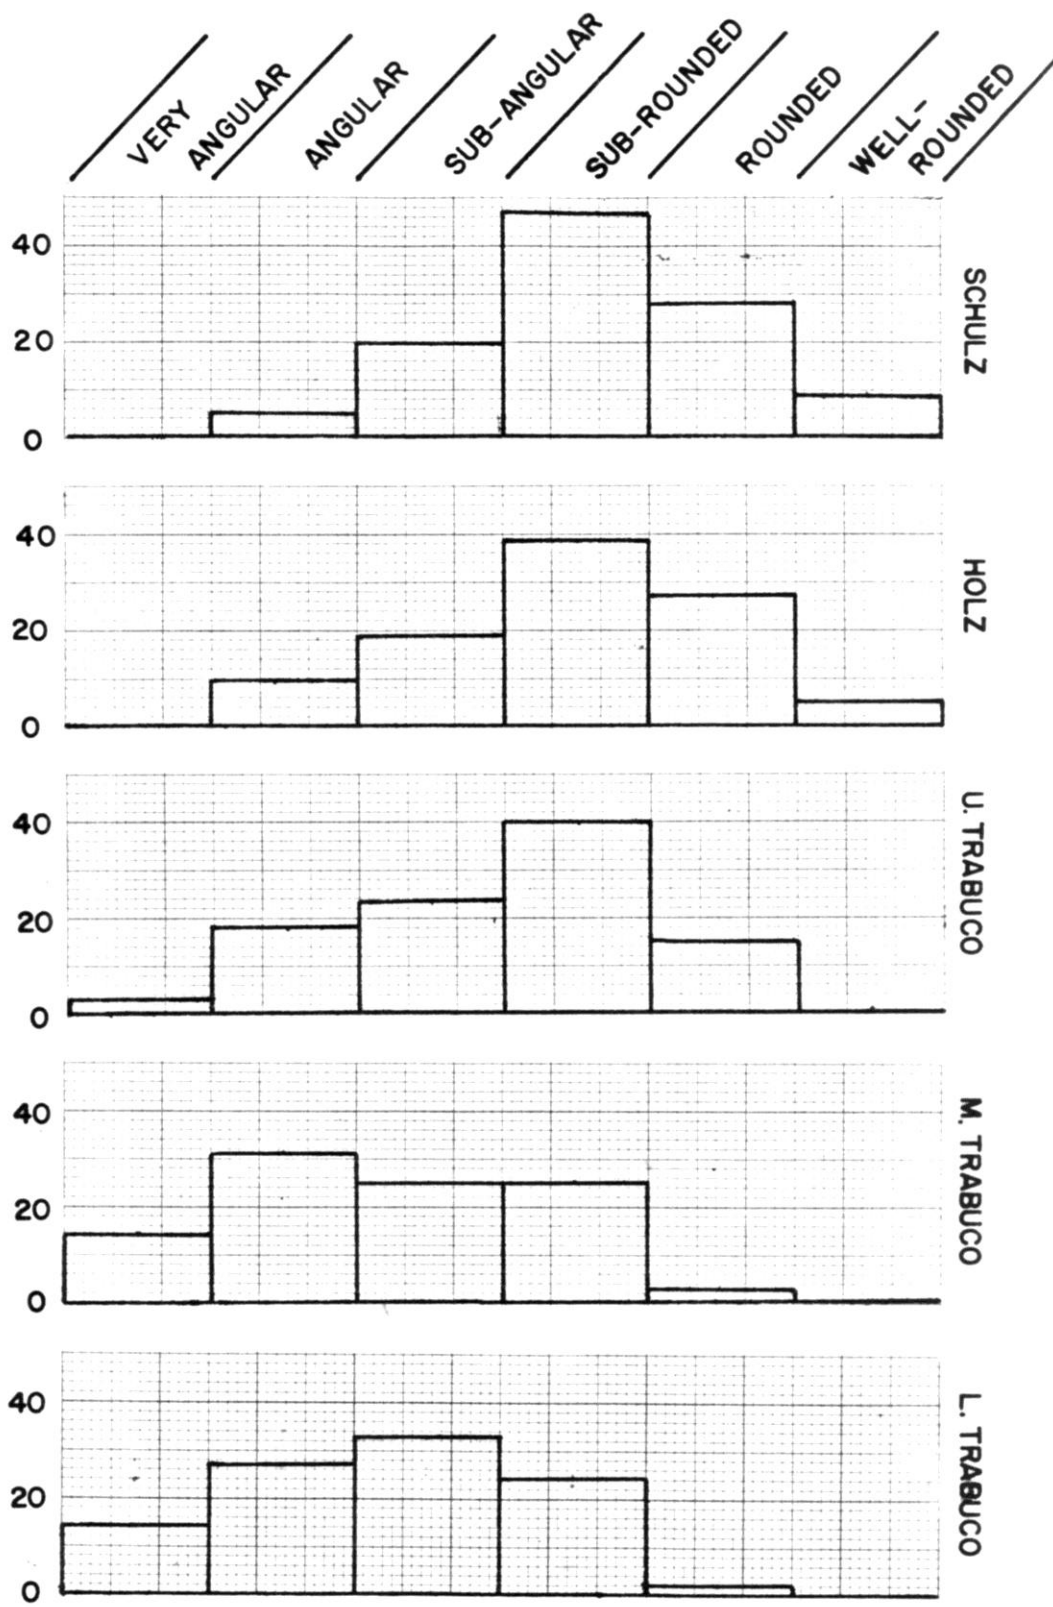 VERY
ANGULAR
ANGULAR
SUB-ANGULAR
SUB-ROUNDED
ROUNDED
WELL-
ROUNDED
40
20
0
SCHULZ
40
20
0
HOLZ
40
20
0
U. TRABUCO
40
20
0
M. TRABUCO
40
20
0
L. TRABUCO